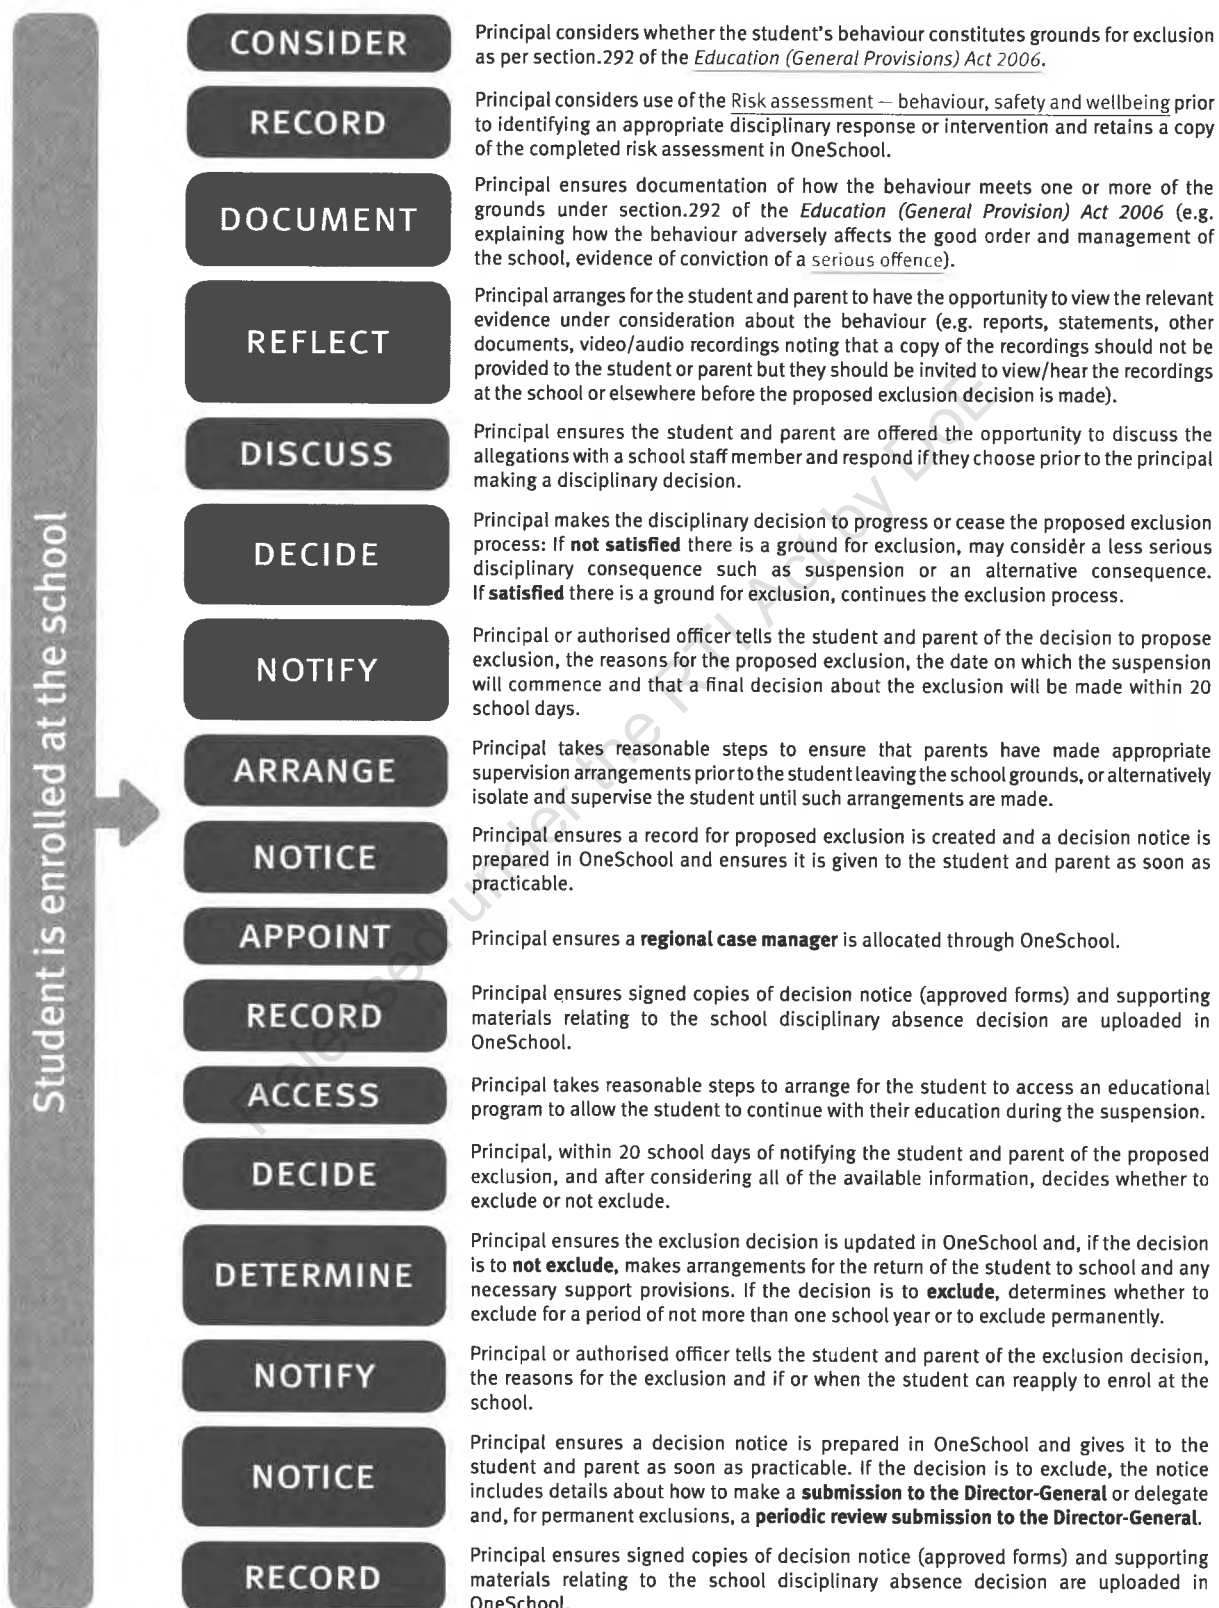 Student is enrolled at the school
CONSIDER
Principal considers whether the student's behaviour constitutes grounds for exclusion
as per section.292 of the Education (General Provisions) Act 2006.
RECORD
Principal considers use of the Risk assessment – behaviour, safety and wellbeing prior
to identifying an appropriate disciplinary response or intervention and retains a copy
of the completed risk assessment in OneSchool.
DOCUMENT
Principal ensures documentation of how the behaviour meets one or more of the
grounds under section.292 of the Education (General Provision) Act 2006 (e.g.
explaining how the behaviour adversely affects the good order and management of
the school, evidence of conviction of a serious offence).
REFLECT
Principal arranges for the student and parent to have the opportunity to view the relevant
evidence under consideration about the behaviour (e.g. reports, statements, other
documents, video/audio recordings noting that a copy of the recordings should not be
provided to the student or parent but they should be invited to view/hear the recordings
at the school or elsewhere before the proposed exclusion decision is made).
DISCUSS
Principal ensures the student and parent are offered the opportunity to discuss the
allegations with a school staff member and respond if they choose prior to the principal
making a disciplinary decision.
DECIDE
Principal makes the disciplinary decision to progress or cease the proposed exclusion
process: If not satisfied there is a ground for exclusion, may consider a less serious
disciplinary consequence such as suspension or an alternative consequence.
If satisfied there is a ground for exclusion, continues the exclusion process.
NOTIFY
Principal or authorised officer tells the student and parent of the decision to propose
exclusion, the reasons for the proposed exclusion, the date on which the suspension
will commence and that a final decision about the exclusion will be made within 20
school days.
ARRANGE
Principal takes reasonable steps to ensure that parents have made appropriate
supervision arrangements prior to the student leaving the school grounds, or alternatively
isolate and supervise the student until such arrangements are made.
NOTICE
Principal ensures a record for proposed exclusion is created and a decision notice is
prepared in OneSchool and ensures it is given to the student and parent as soon as
practicable.
APPOINT
Principal ensures a regional case manager is allocated through OneSchool.
RECORD
Principal ensures signed copies of decision notice (approved forms) and supporting
materials relating to the school disciplinary absence decision are uploaded in
OneSchool.
ACCESS
Principal takes reasonable steps to arrange for the student to access an educational
program to allow the student to continue with their education during the suspension.
DECIDE
Principal, within 20 school days of notifying the student and parent of the proposed
exclusion, and after considering all of the available information, decides whether to
exclude or not exclude.
DETERMINE
Principal ensures the exclusion decision is updated in OneSchool and, if the decision
is to not exclude, makes arrangements for the return of the student to school and any
necessary support provisions. If the decision is to exclude, determines whether to
exclude for a period of not more than one school year or to exclude permanently.
NOTIFY
Principal or authorised officer tells the student and parent of the exclusion decision,
the reasons for the exclusion and if or when the student can reapply to enrol at the
school.
NOTICE
Principal ensures a decision notice is prepared in OneSchool and gives it to the
student and parent as soon as practicable. If the decision is to exclude, the notice
includes details about how to make a submission to the Director-General or delegate
and, for permanent exclusions, a periodic review submission to the Director-General.
RECORD
Principal ensures signed copies of decision notice (approved forms) and supporting
materials relating to the school disciplinary absence decision are uploaded in
OneSchool.
Released under the RTI Act by DoE